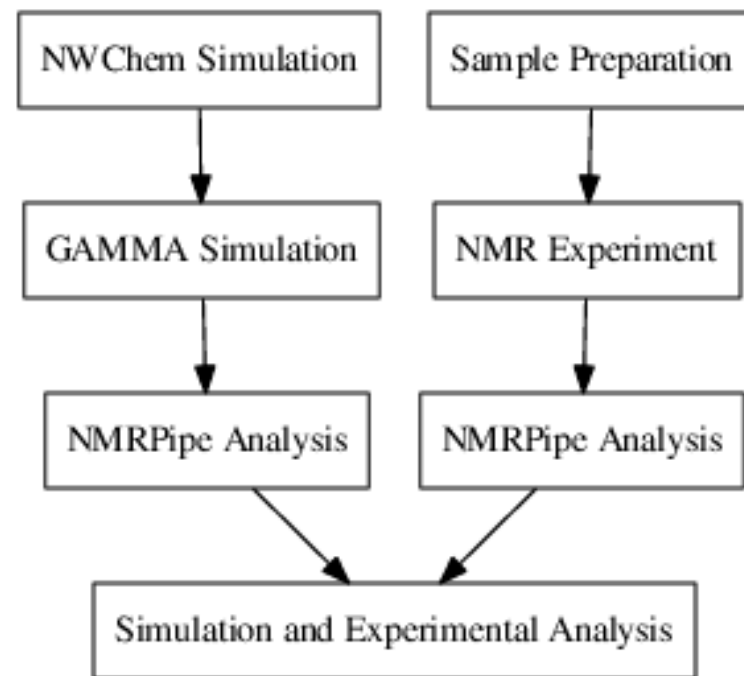 NWChem Simulation
Sample Preparation
GAMMA Simulation
NMR Experiment
NMRPipe Analysis
NMRPipe Analysis
Simulation and Experimental Analysis